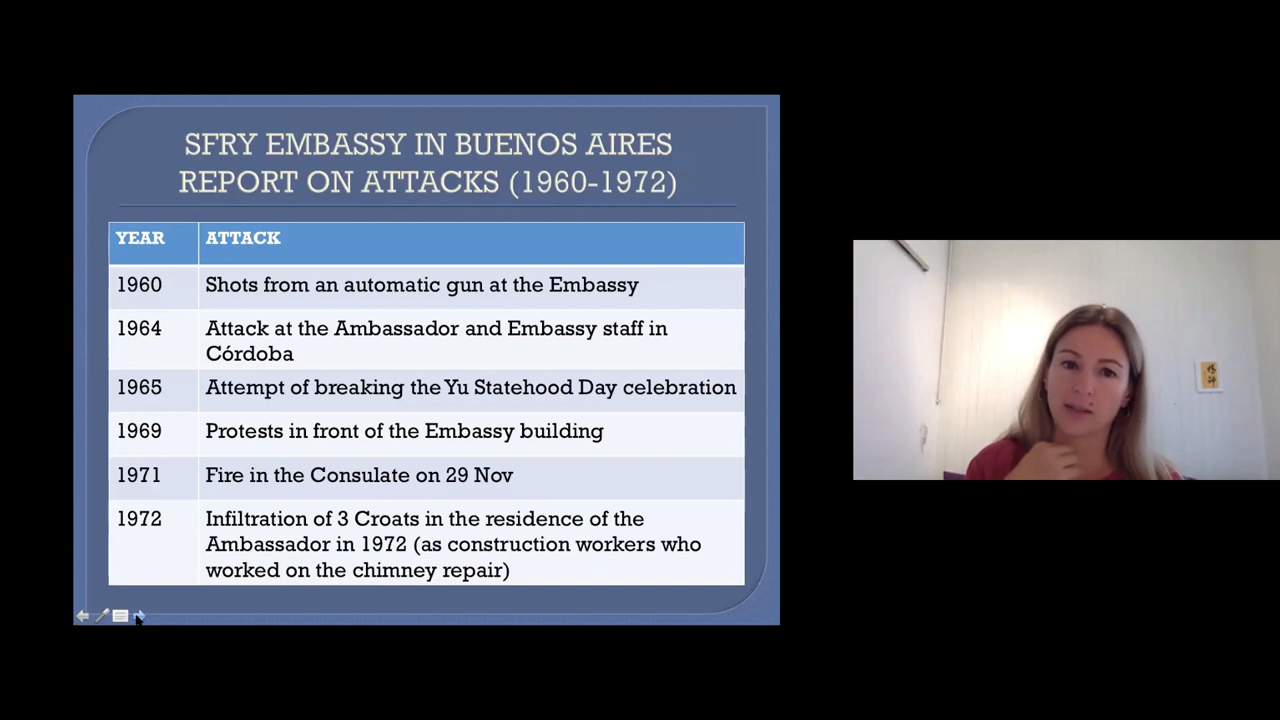 SFRY EMBASSY IN BUENOS AIRES
REPORT ON ATTACKS (1960-1972)
YEAR ATTACK
1960 Shots from an automatic gun at the Embassy
1964 Attack at the Ambassador and Embassy staff in
Córdoba
1965 Attempt of breaking the Yu Statehood Day celebration
1969 Protests in front of the Embassy building
1971 Fire in the Consulate on 29 Nov
1972 Infiltration of 3 Croats in the residence of the
Ambassador in 1972 (as construction workers who
worked on the chimney repair)